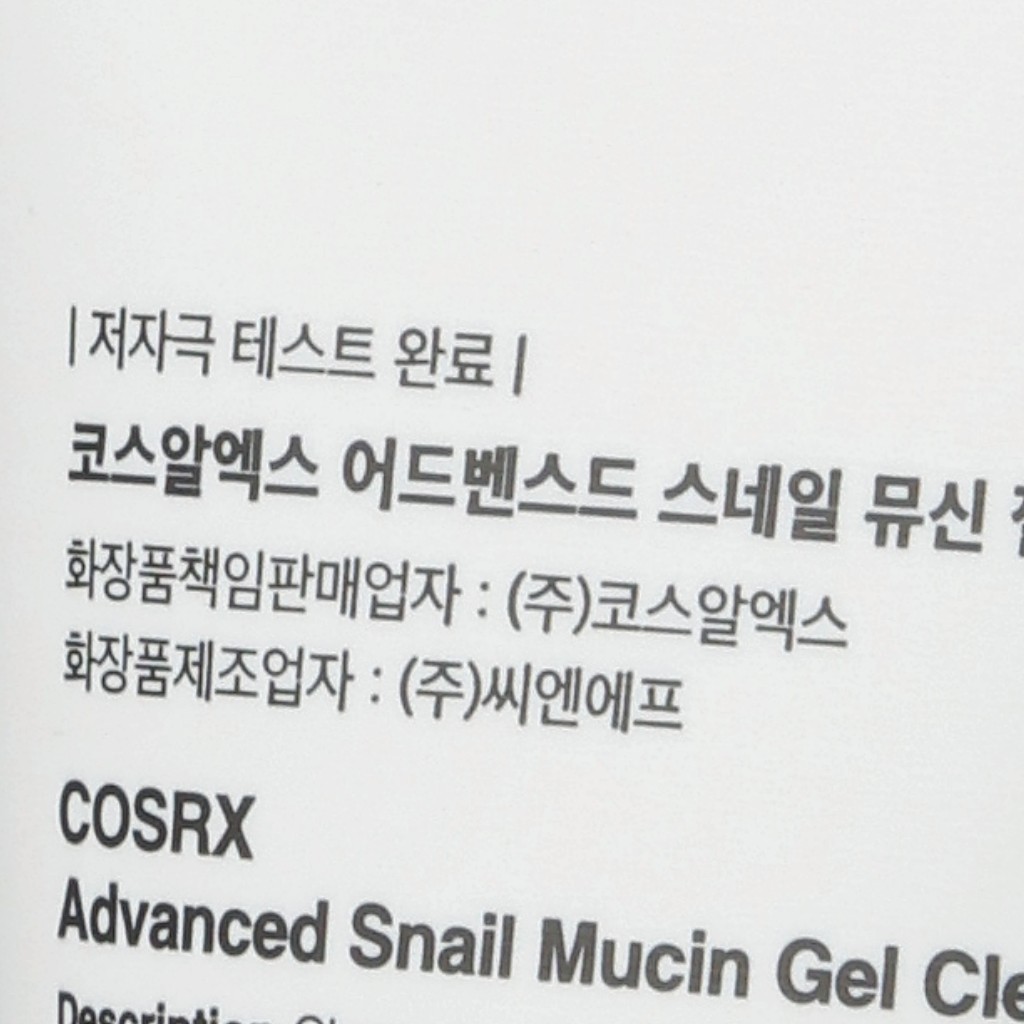 | 저자극 테스트 완료 |
코스알엑스 어드벤스드 스네일 뮤신
화장품책임판매업자 : (주)코스알엑스
화장품제조업자 : (주)씨엔에프
COSRX
Advanced Snail Mucin Gel
Description